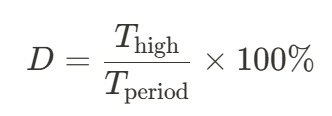 D = T_high / T_period × 100%